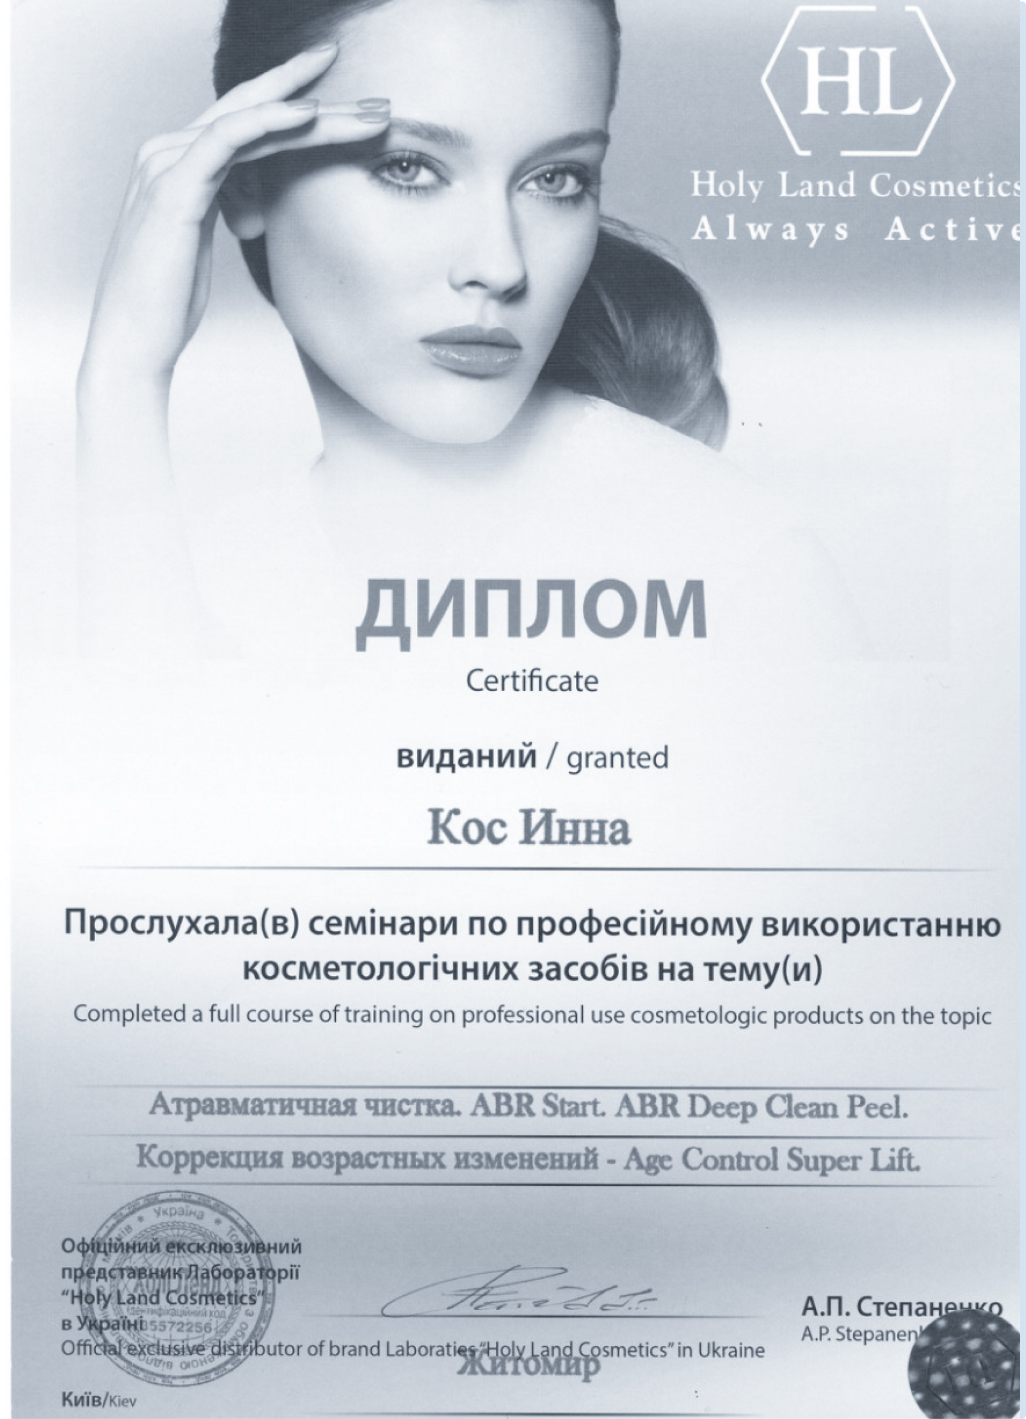 HL
Holy Land Cosmetics
Always Active
ДИПЛОМ
Certificate
виданий / granted
Кос Инна
Прослухала(в) семінари по професійному використанню
косметологічних засобів на тему(и)
Completed a full course of training on professional use cosmetologic products on the topic
Атравматичная чистка. ABR Start. ABR Deep Clean Peel.
Коррекция возрастных изменений - Age Control Super Lift.
Україна
Офіційний ексклюзивний
представник Лабораторії
"Holy Land Cosmetics"
в Україні
ідентифікаційний код
35572256
А.П. Степаненко
A.P. Stepanen
Official exclusive distributor of brand Laboraties "Holy Land Cosmetics" in Ukraine
Житомир
Київ/Kiev